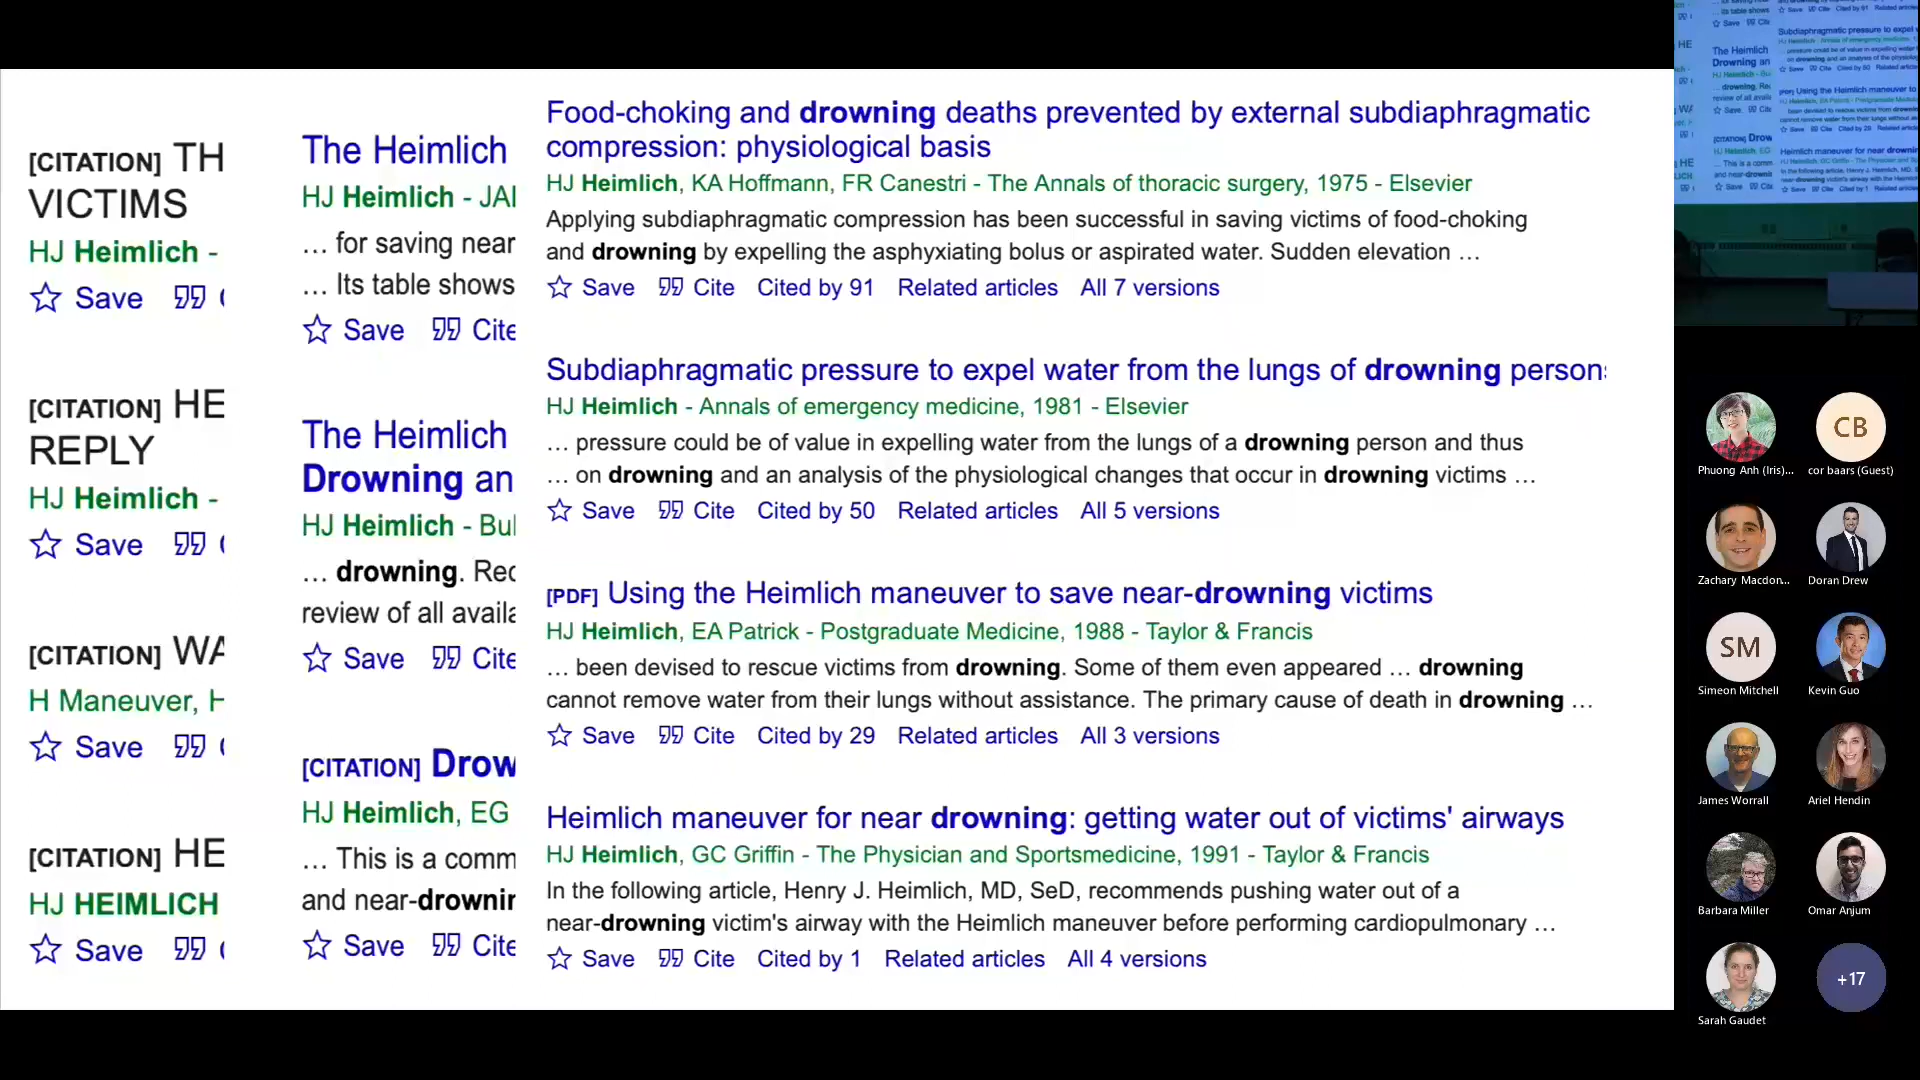 [CITATION] TH
VICTIMS
HJ Heimlich -
Save
[CITATION] HE
REPLY
HJ Heimlich -
Save
[CITATION] WA
H Maneuver, H
Save
[CITATION] HE
HJ HEIMLICH
Save
The Heimlich
HJ Heimlich - JAM
… for saving near
… Its table shows
Save Cite
The Heimlich
Drowning an
HJ Heimlich - Bul
… drowning. Rec
review of all availa
Save Cite
[CITATION] Drow
HJ Heimlich, EG
… This is a comm
and near-drownin
Save Cite
Food-choking and drowning deaths prevented by external subdiaphragmatic
compression: physiological basis
HJ Heimlich, KA Hoffmann, FR Canestri - The Annals of thoracic surgery, 1975 - Elsevier
Applying subdiaphragmatic compression has been successful in saving victims of food-choking
and drowning by expelling the asphyxiating bolus or aspirated water. Sudden elevation …
Save Cite Cited by 91 Related articles All 7 versions
Subdiaphragmatic pressure to expel water from the lungs of drowning persons
HJ Heimlich - Annals of emergency medicine, 1981 - Elsevier
… pressure could be of value in expelling water from the lungs of a drowning person and thus
… on drowning and an analysis of the physiological changes that occur in drowning victims …
Save Cite Cited by 50 Related articles All 5 versions
[PDF] Using the Heimlich maneuver to save near-drowning victims
HJ Heimlich, EA Patrick - Postgraduate Medicine, 1988 - Taylor & Francis
… been devised to rescue victims from drowning. Some of them even appeared … drowning
cannot remove water from their lungs without assistance. The primary cause of death in drowning …
Save Cite Cited by 29 Related articles All 3 versions
Heimlich maneuver for near drowning: getting water out of victims' airways
HJ Heimlich, GC Griffin - The Physician and Sportsmedicine, 1991 - Taylor & Francis
In the following article, Henry J. Heimlich, MD, SeD, recommends pushing water out of a
near-drowning victim's airway with the Heimlich maneuver before performing cardiopulmonary …
Save Cite Cited by 1 Related articles All 4 versions
CB
Phuong Anh (Iris)... cor baars (Guest)
Zachary Macdon... Doran Drew
SM
Simeon Mitchell Kevin Guo
James Worrall Ariel Hendin
Barbara Miller Omar Anjum
+17
Sarah Gaudet